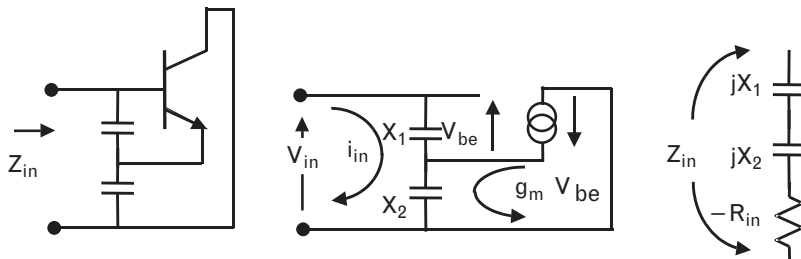 Z_in
V_in
i_in
X_1
V_be
X_2
g_m V_be
Z_in
jX_1
jX_2
−R_in